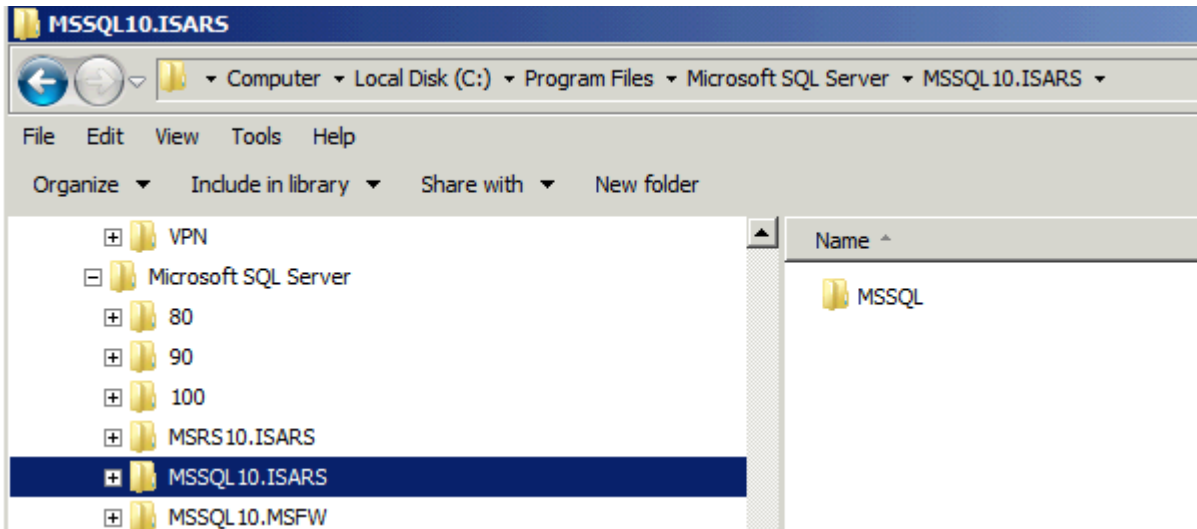 MSSQL10.ISARS
Computer Local Disk (C:) Program Files Microsoft SQL Server MSSQL10.ISARS
File Edit View Tools Help
Organize Include in library Share with New folder
VPN
Microsoft SQL Server
80
90
100
MSRS10.ISARS
MSSQL10.ISARS
MSSQL10.MSFW
Name
MSSQL